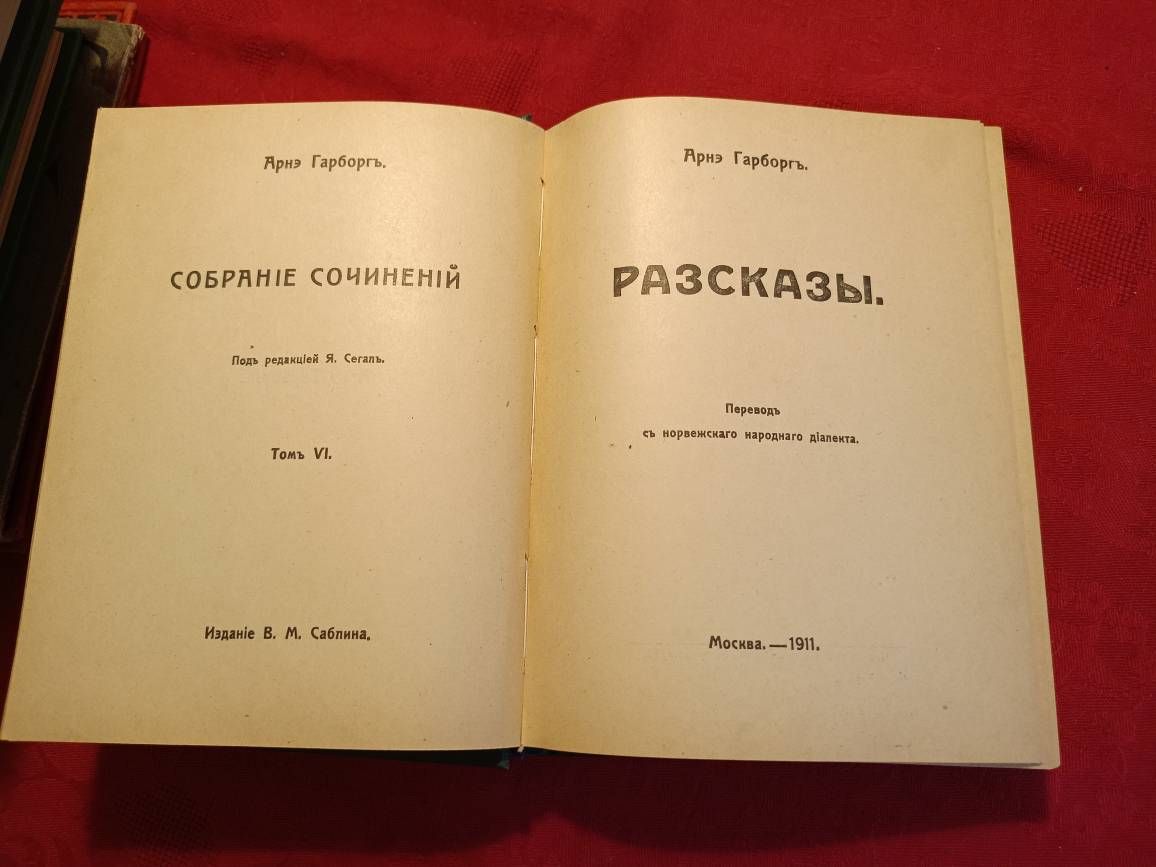 Арнэ Гарборгъ.
СОБРАНІЕ СОЧИНЕНІЙ
Подъ редакціей Я. Сегалъ.
Томъ VI.
Изданіе В. М. Саблина.
Арнэ Гарборгъ.
РАЗСКАЗЫ.
Переводъ
съ норвежскаго народнаго діалекта.
Москва.—1911.